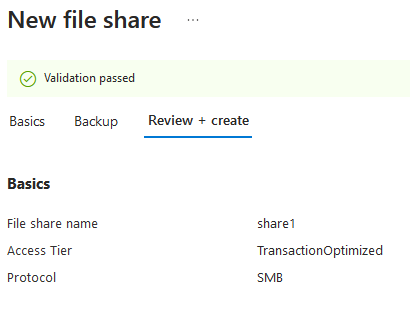 New file share ...
Validation passed
Basics Backup Review + create
Basics
File share name share1
Access Tier TransactionOptimized
Protocol SMB